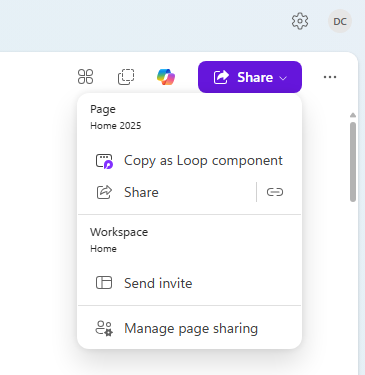 DC
Share
Page
Home 2025
Copy as Loop component
Share
Workspace
Home
Send invite
Manage page sharing